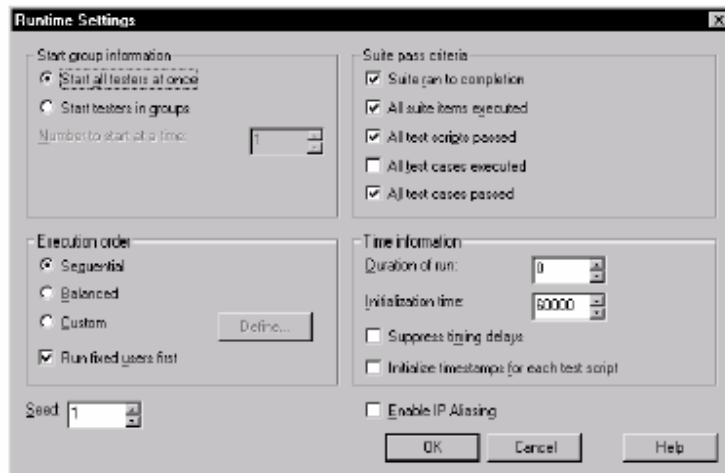 Runtime Settings
Start group information
Start all testers at once
Start testers in groups
Number to start at a time:
1
Suite pass criteria
Suite ran to completion
All suite items executed
All test scripts passed
All test cases executed
All test cases passed
Execution order
Sequential
Balanced
Custom
Define...
Run fixed users first
Time information
Duration of run:
0
Initialization time:
60000
Suppress timing delays
Initialize timestamps for each test script
Seed:
1
Enable IP Aliasing
OK
Cancel
Help